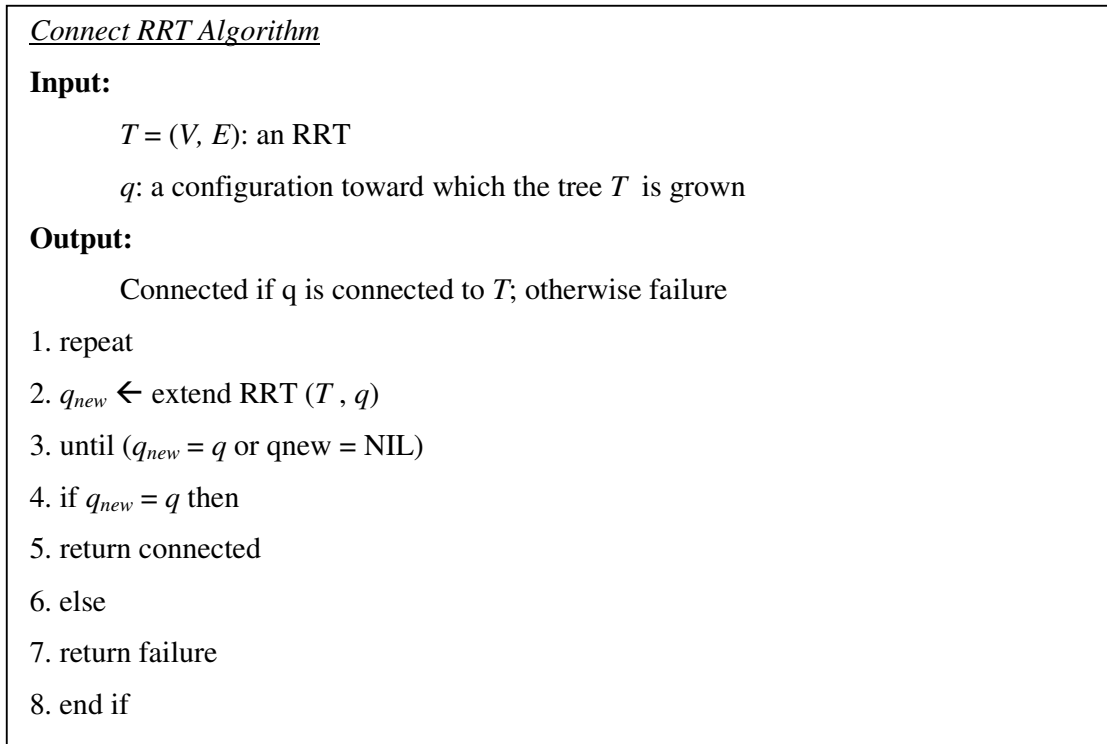 Connect RRT Algorithm
Input:
T = (V, E): an RRT
q: a configuration toward which the tree T is grown
Output:
Connected if q is connected to T; otherwise failure
1. repeat
2. qnew ← extend RRT (T , q)
3. until (qnew = q or qnew = NIL)
4. if qnew = q then
5. return connected
6. else
7. return failure
8. end if